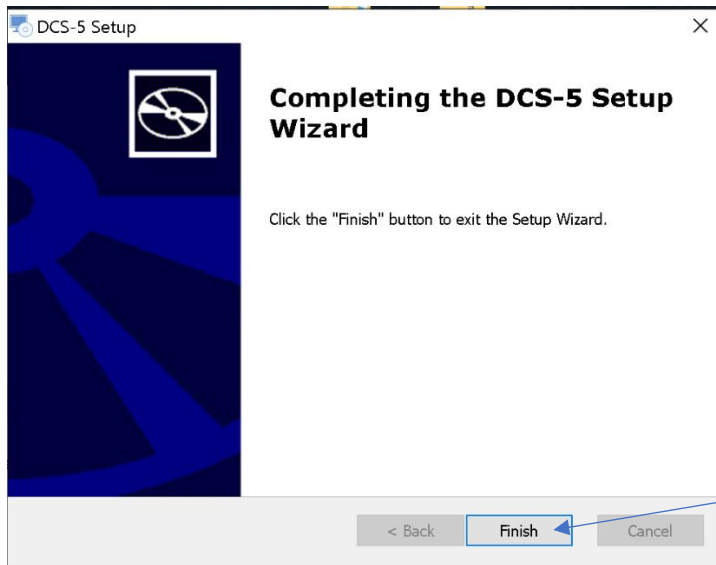 DCS-5 Setup
Completing the DCS-5 Setup
Wizard
Click the "Finish" button to exit the Setup Wizard.
< Back
Finish
Cancel